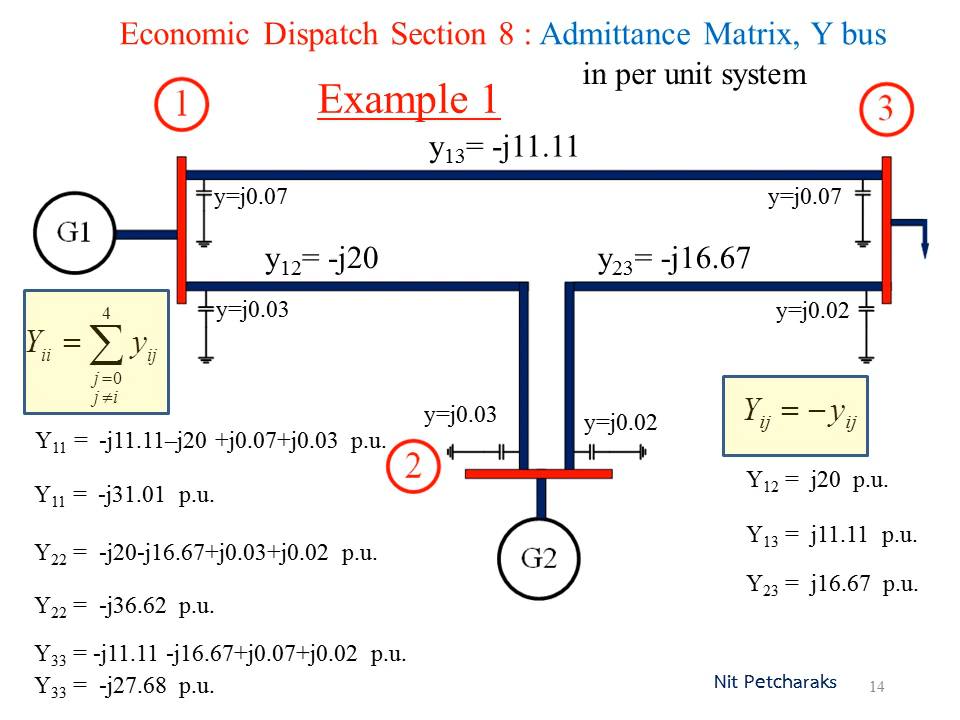 Economic Dispatch Section 8 : Admittance Matrix, Y bus
in per unit system
Example 1
1
3
y13= -j11.11
y=j0.07
y=j0.07
G1
y12= -j20
y23= -j16.67
y=j0.03
y=j0.02
Yii = 4 ∑ j=0 j≠i yij
y=j0.03
y=j0.02
Yij = − yij
Y11 = -j11.11–j20 +j0.07+j0.03 p.u.
2
Y12 = j20 p.u.
Y11 = -j31.01 p.u.
Y13 = j11.11 p.u.
Y22 = -j20-j16.67+j0.03+j0.02 p.u.
G2
Y23 = j16.67 p.u.
Y22 = -j36.62 p.u.
Y33 = -j11.11 -j16.67+j0.07+j0.02 p.u.
Y33 = -j27.68 p.u.
Nit Petcharaks
14